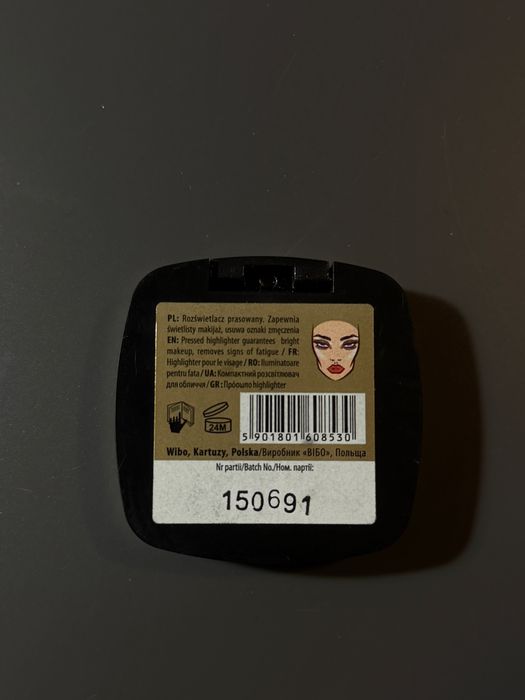 PL: Rozświetlacz prasowany. Zapewnia
świetlisty makijaż, usuwa oznaki zmęczenia
EN: Pressed highlighter guarantees bright
makeup, removes signs of fatigue / FR:
Highlighter pour le visage / RO: Iluminatoare
pentru fata / UA: Компактний розсвітлювач
для обличчя / GR: Πρόσωπο highlighter
24M
5 901801 608530
Wibo, Kartuzy, Polska/Виробник «ВІБО», Польща
Nr partii/Batch No./Ном. партії:
150691